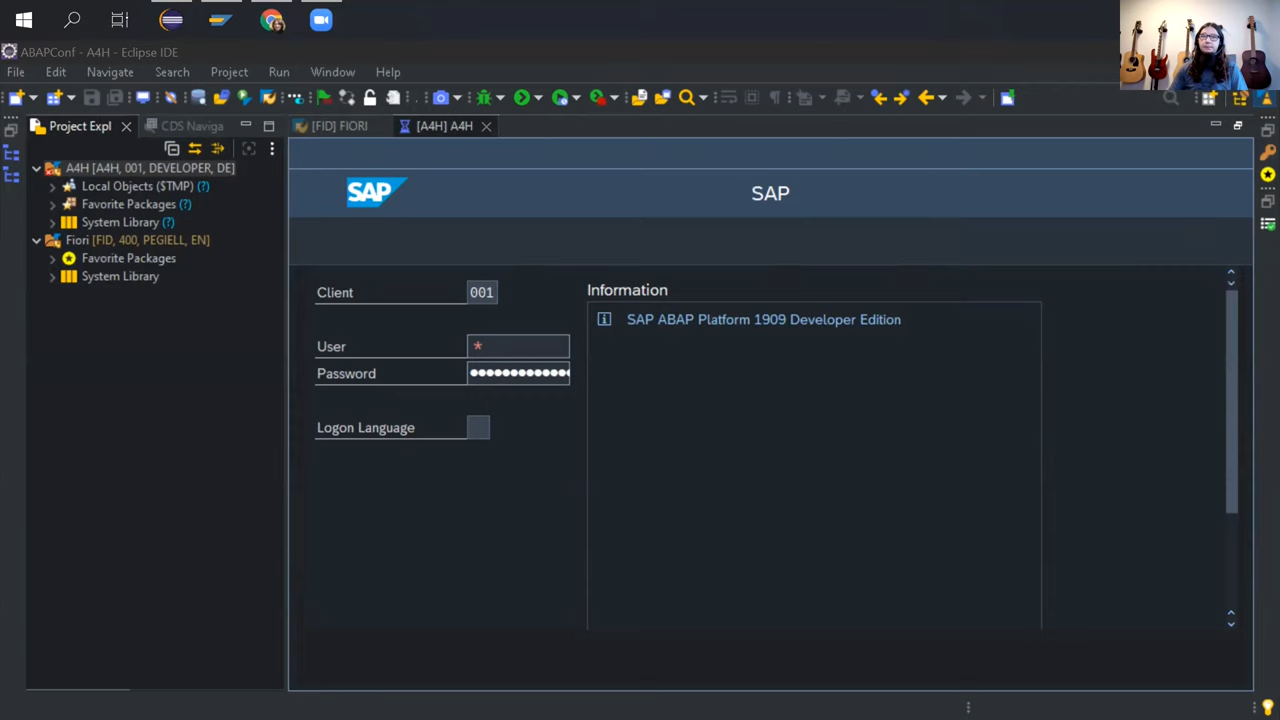 ABAPConf - A4H - Eclipse IDE
File Edit Navigate Search Project Run Window Help
Project Expl
CDS Naviga
[FID] FIORI
[A4H] A4H
A4H [A4H, 001, DEVELOPER, DE]
Local Objects ($TMP) (?)
Favorite Packages (?)
System Library (?)
Fiori [FID, 400, PEGIELL, EN]
Favorite Packages
System Library
SAP
SAP
Client 001
User *
Password
Logon Language
Information
SAP ABAP Platform 1909 Developer Edition